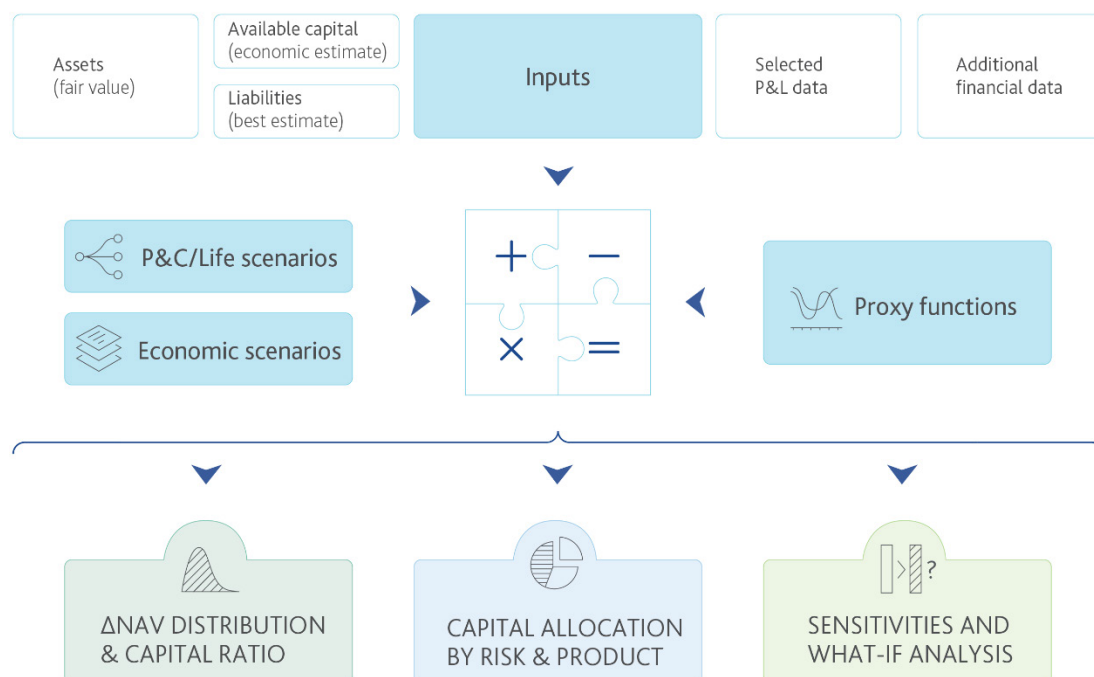 Assets
(fair value)
Available capital
(economic estimate)
Liabilities
(best estimate)
Inputs
Selected
P&L data
Additional
financial data
P&C/Life scenarios
Economic scenarios
+
−
×
=
Proxy functions
?
ΔNAV DISTRIBUTION
& CAPITAL RATIO
CAPITAL ALLOCATION
BY RISK & PRODUCT
SENSITIVITIES AND
WHAT-IF ANALYSIS